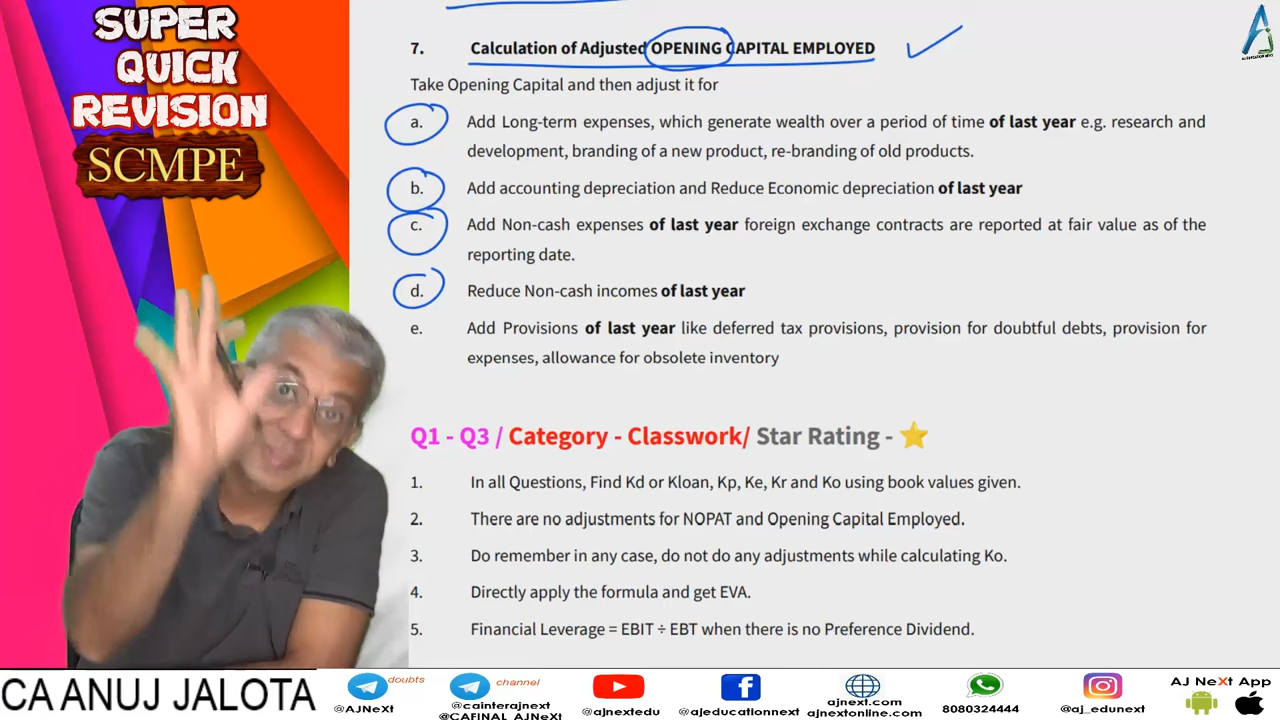 SUPER
QUICK
REVISION
SCMPE
7. Calculation of Adjusted OPENING CAPITAL EMPLOYED
Take Opening Capital and then adjust it for
a. Add Long-term expenses, which generate wealth over a period of time of last year e.g. research and
development, branding of a new product, re-branding of old products.
b. Add accounting depreciation and Reduce Economic depreciation of last year
c. Add Non-cash expenses of last year foreign exchange contracts are reported at fair value as of the
reporting date.
d. Reduce Non-cash incomes of last year
e. Add Provisions of last year like deferred tax provisions, provision for doubtful debts, provision for
expenses, allowance for obsolete inventory
Q1 - Q3 / Category - Classwork/ Star Rating - ⭐
1. In all Questions, Find Kd or Kloan, Kp, Ke, Kr and Ko using book values given.
2. There are no adjustments for NOPAT and Opening Capital Employed.
3. Do remember in any case, do not do any adjustments while calculating Ko.
4. Directly apply the formula and get EVA.
5. Financial Leverage = EBIT ÷ EBT when there is no Preference Dividend.
CA ANUJ JALOTA
doubts
@AJNeXt
channel
@cainterajnext
@CAFINAL_AJNeXt
@ajnextedu
@ajeducationnext
ajnext.com
ajnextonline.com
8080324444
@aj_edunext
AJ NeXt App